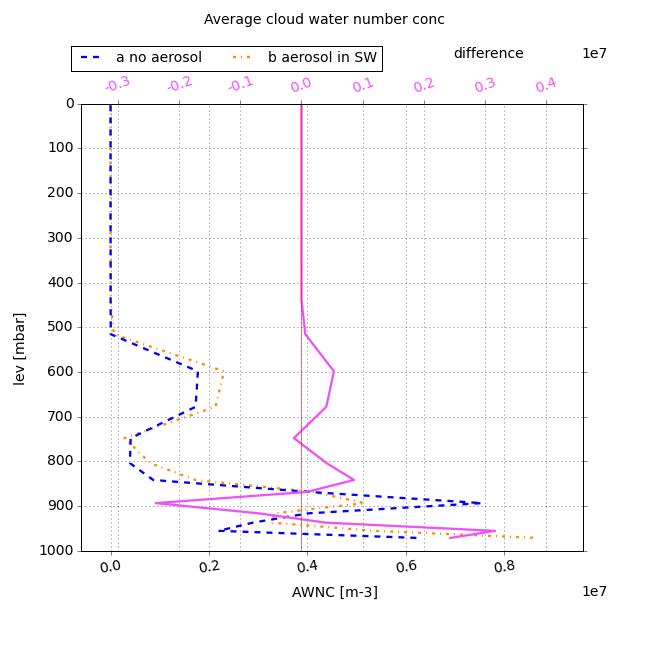 Average cloud water number conc
a no aerosol b aerosol in SW difference 1e7
-0.3 -0.2 -0.1 0.0 0.1 0.2 0.3 0.4
0
100
200
300
400
500
600
700
800
900
1000
lev [mbar]
0.0 0.2 0.4 0.6 0.8
AWNC [m-3] 1e7